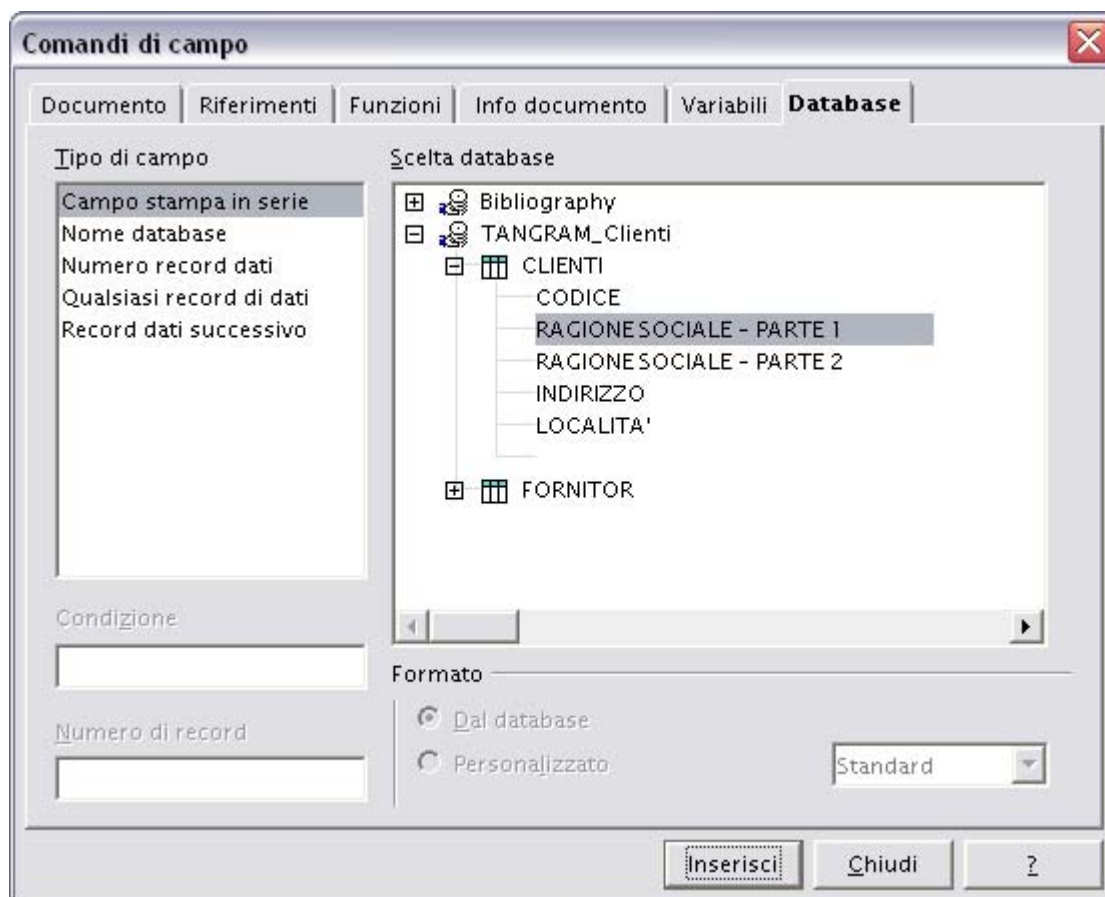 Comandi di campo
Documento Riferimenti Funzioni Info documento Variabili Database
Tipo di campo
Campo stampa in serie
Nome database
Numero record dati
Qualsiasi record di dati
Record dati successivo
Condizione
Numero di record
Scelta database
Bibliography
TANGRAM_Clienti
CLIENTI
CODICE
RAGIONE SOCIALE - PARTE 1
RAGIONE SOCIALE - PARTE 2
INDIRIZZO
LOCALITA'
FORNITOR
Formato
Dal database
Personalizzato
Standard
Inserisci Chiudi ?